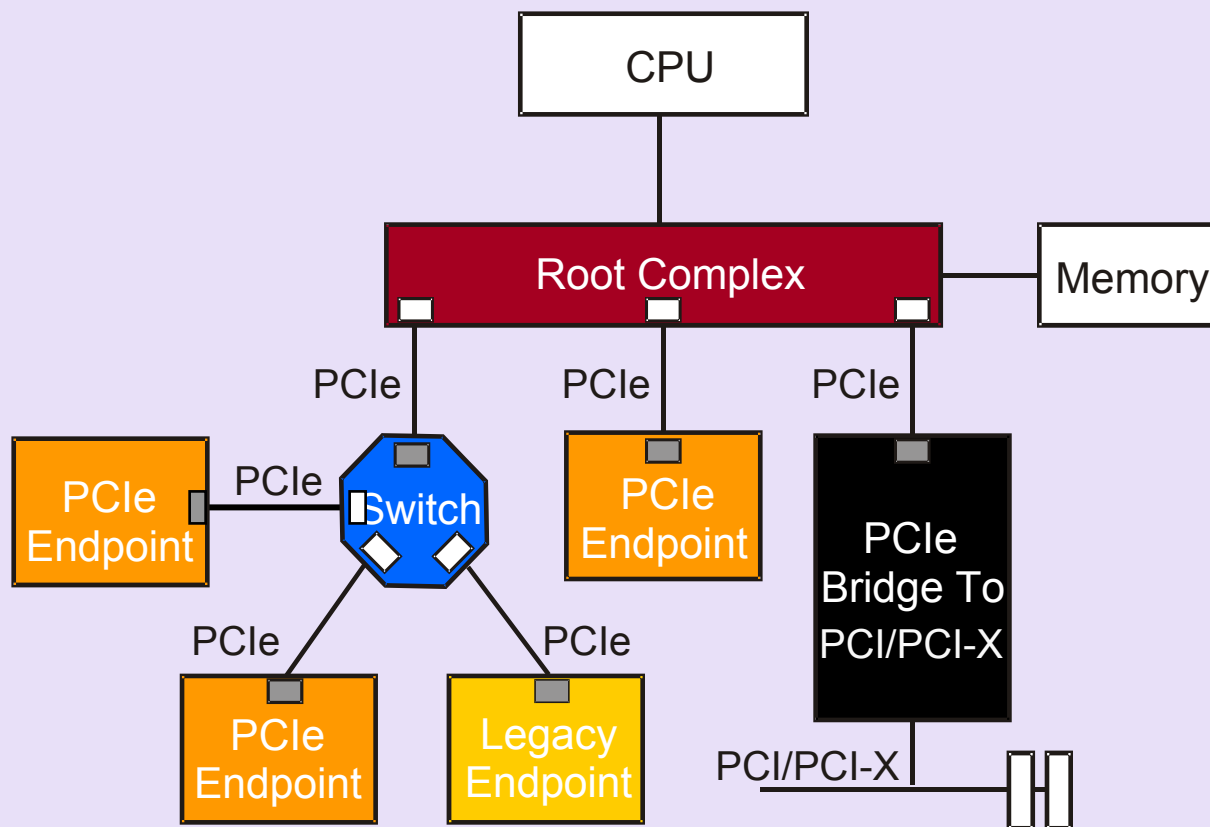 CPU
Root Complex
Memory
PCIe
PCIe
PCIe
PCIe
Endpoint
PCIe
Switch
PCIe
Endpoint
PCIe
Bridge To
PCI/PCI-X
PCIe
PCIe
PCIe
Endpoint
Legacy
Endpoint
PCI/PCI-X